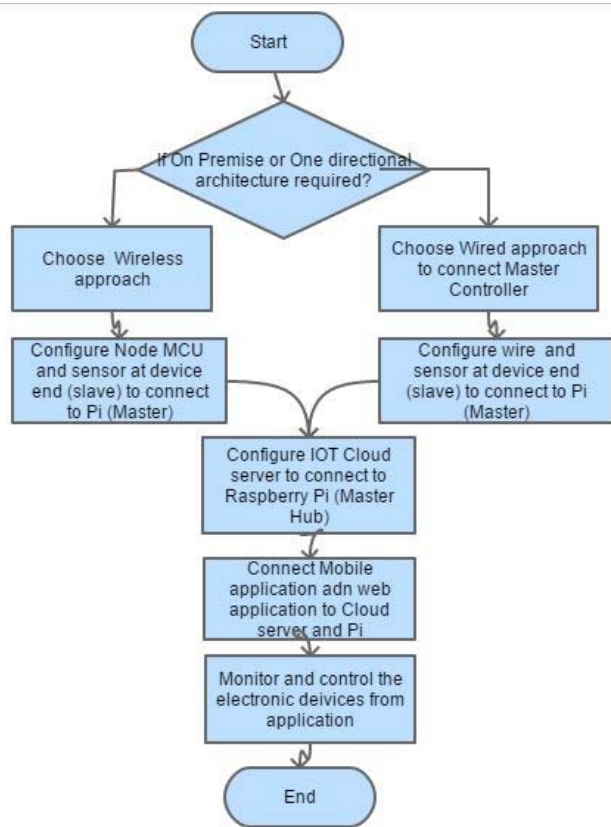 Start
If On Premise or One directional
architecture required?
Choose Wireless
approach
Choose Wired approach
to connect Master
Controller
Configure Node MCU
and sensor at device
end (slave) to connect
to Pi (Master)
Configure wire and
sensor at device end
(slave) to connect to Pi
(Master)
Configure IOT Cloud
server to connect to
Raspberry Pi (Master
Hub)
Connect Mobile
application adn web
application to Cloud
server and Pi
Monitor and control the
electronic deivices from
application
End